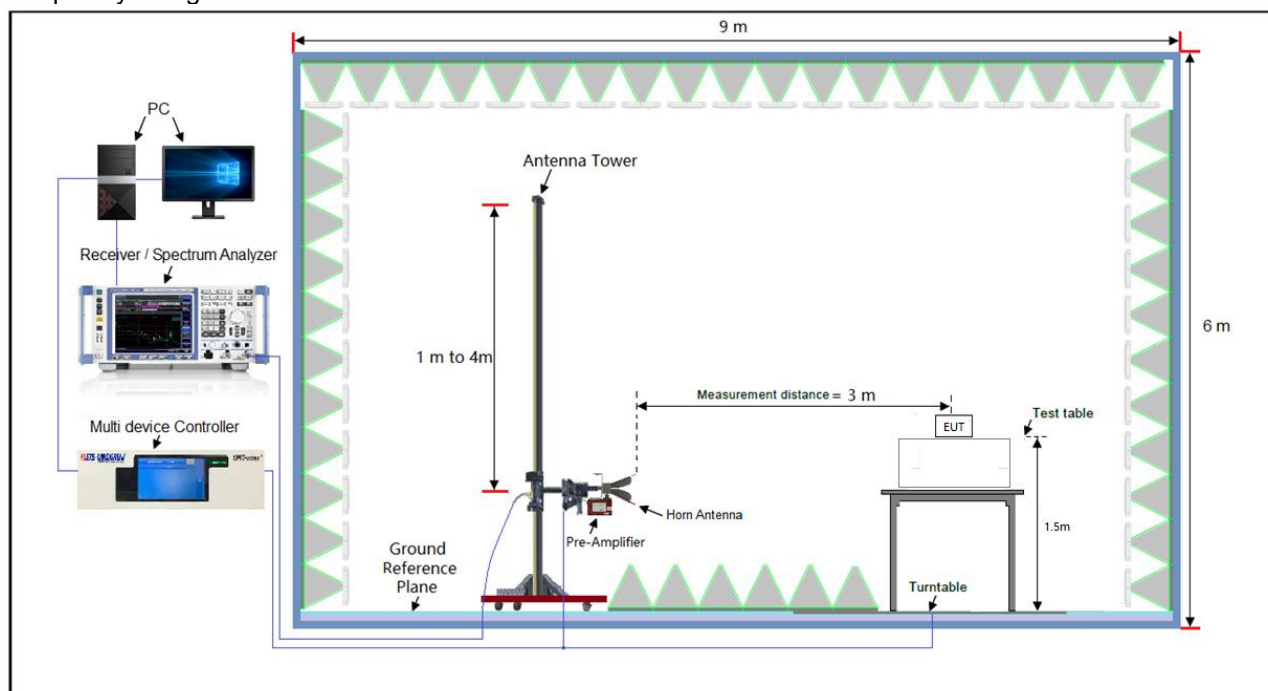 9 m
PC
Antenna Tower
Receiver / Spectrum Analyzer
6 m
1 m to 4m
Measurement distance = 3 m
EUT
Test table
Multi device Controller
Horn Antenna
Pre-Amplifier
1.5m
Ground
Reference
Plane
Turntable